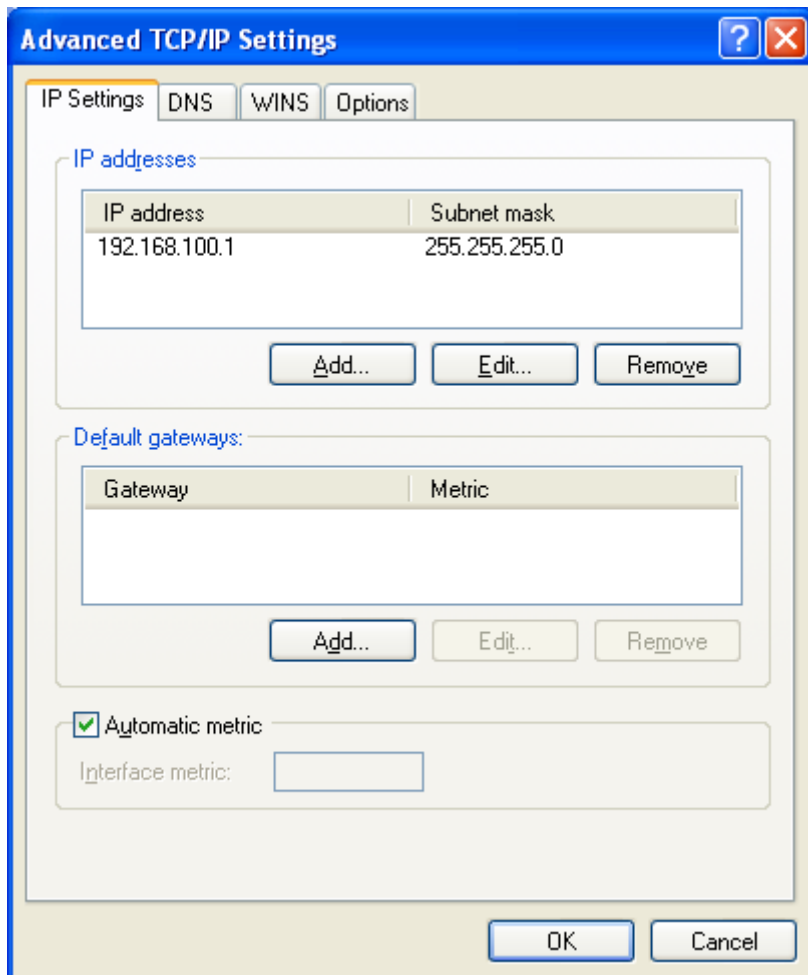 Advanced TCP/IP Settings
IP Settings DNS WINS Options
IP addresses
IP address Subnet mask
192.168.100.1 255.255.255.0
Add... Edit... Remove
Default gateways:
Gateway Metric
Add... Edit... Remove
Automatic metric
Interface metric:
OK Cancel